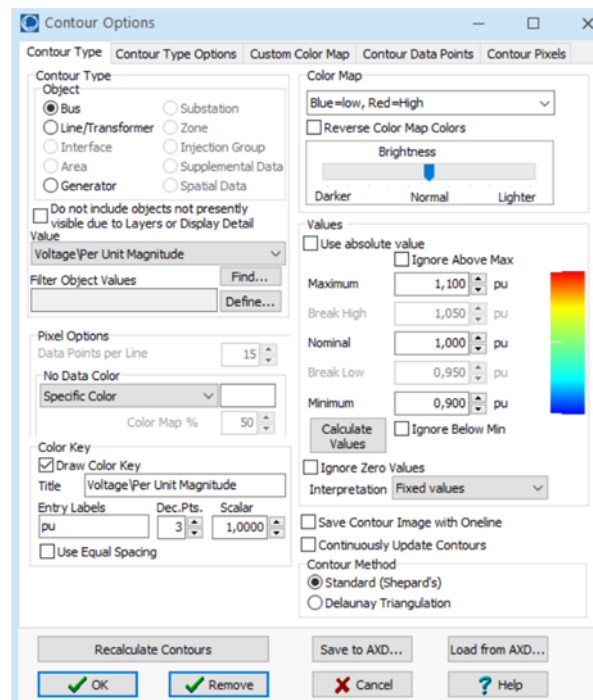 Contour Options
Contour Type Contour Type Options Custom Color Map Contour Data Points Contour Pixels
Contour Type
Object
Bus
Line/Transformer
Interface
Area
Generator
Substation
Zone
Injection Group
Supplemental Data
Spatial Data
Do not include objects not presently
visible due to Layers or Display Detail
Value
Voltage\Per Unit Magnitude
Filter Object Values
Find...
Define...
Pixel Options
Data Points per Line 15
No Data Color
Specific Color
Color Map % 50
Color Key
Draw Color Key
Title Voltage\Per Unit Magnitude
Entry Labels Dec.Pts. Scalar
pu 3 1,0000
Use Equal Spacing
Color Map
Blue=low, Red=High
Reverse Color Map Colors
Brightness
Darker Normal Lighter
Values
Use absolute value
Ignore Above Max
Maximum 1,100 pu
Break High 1,050 pu
Nominal 1,000 pu
Break Low 0,950 pu
Minimum 0,900 pu
Calculate
Values
Ignore Below Min
Ignore Zero Values
Interpretation Fixed values
Save Contour Image with Oneline
Continuously Update Contours
Contour Method
Standard (Shepard's)
Delaunay Triangulation
Recalculate Contours Save to AXD... Load from AXD...
OK Remove Cancel ? Help